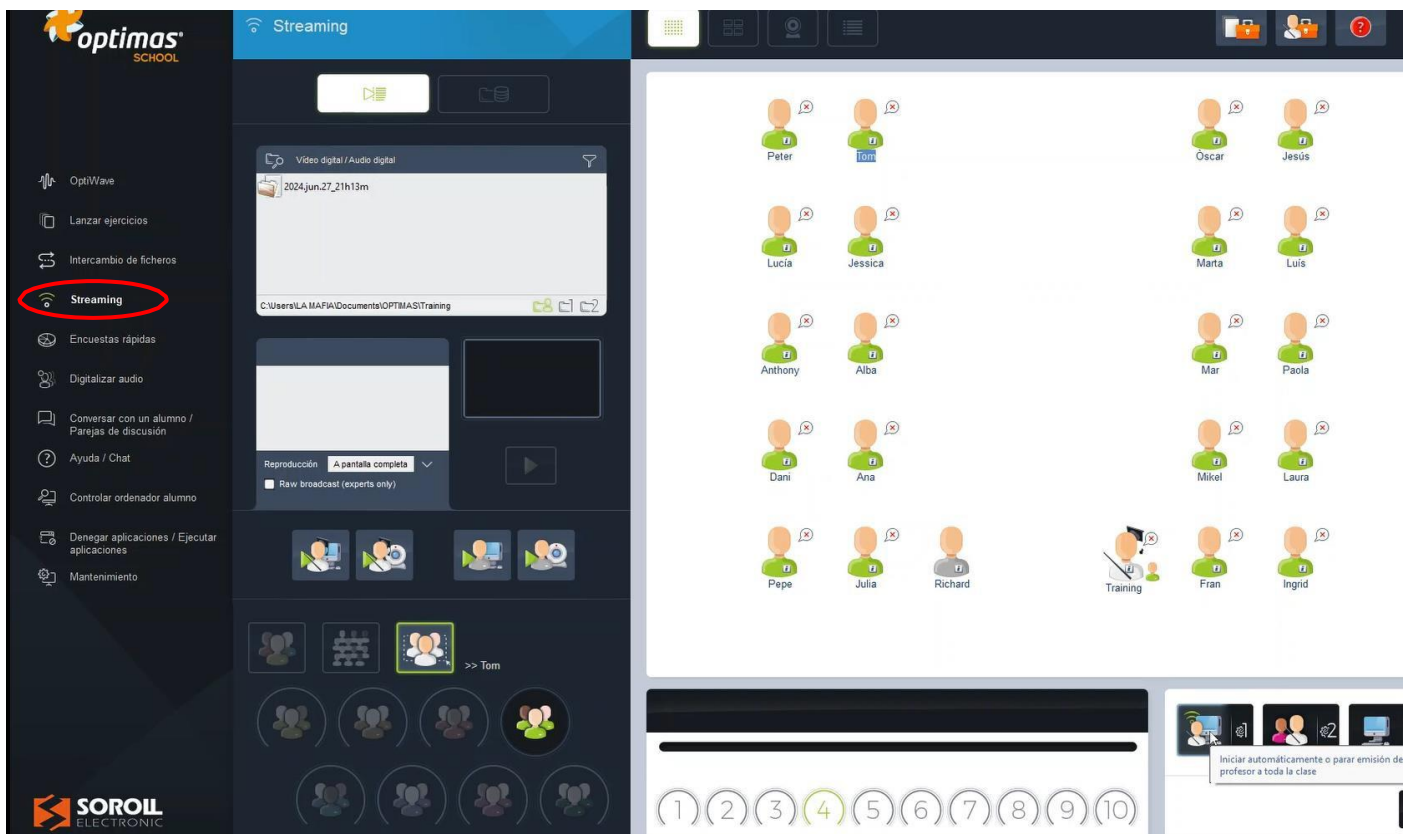 optimas
SCHOOL
OptiWave
Lanzar ejercicios
Intercambio de ficheros
Streaming
Encuestas rápidas
Digitalizar audio
Conversar con un alumno /
Parejas de discusión
Ayuda / Chat
Controlar ordenador alumno
Denegar aplicaciones / Ejecutar
aplicaciones
Mantenimiento
SOROLL
ELECTRONIC
Streaming
Vídeo digital / Audio digital
2024.jun.27_21h13m
C:\Users\LA MAFIA\Documents\OPTIMAS\Training
1 2
Reproducción A pantalla completa
Raw broadcast (experts only)
>> Tom
?
Peter Tom Òscar Jesús
Lucía Jessica Marta Luís
Anthony Alba Mar Paola
Dani Ana Mikel Laura
Pepe Julia Richard Training Fran Ingrid
1 2 3 4 5 6 7 8 9 10
1 2
Iniciar automáticamente o parar emisión de
profesor a toda la clase